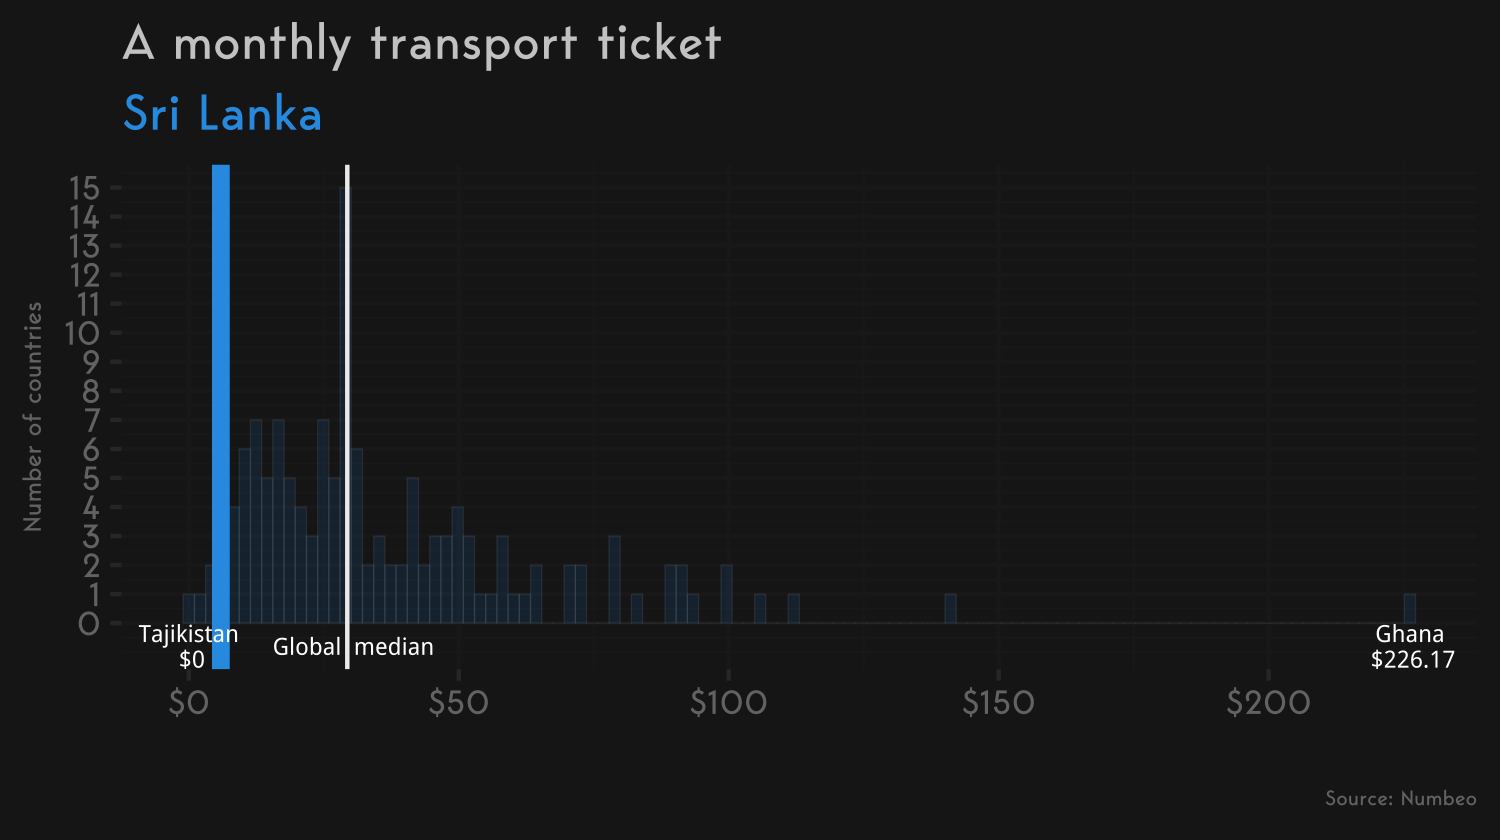 A monthly transport ticket
Sri Lanka
Number of countries
15
14
13
12
11
10
9
8
7
6
5
4
3
2
1
0
Tajikistan
$0
Global median
Ghana
$226.17
$0 $50 $100 $150 $200
Source: Numbeo